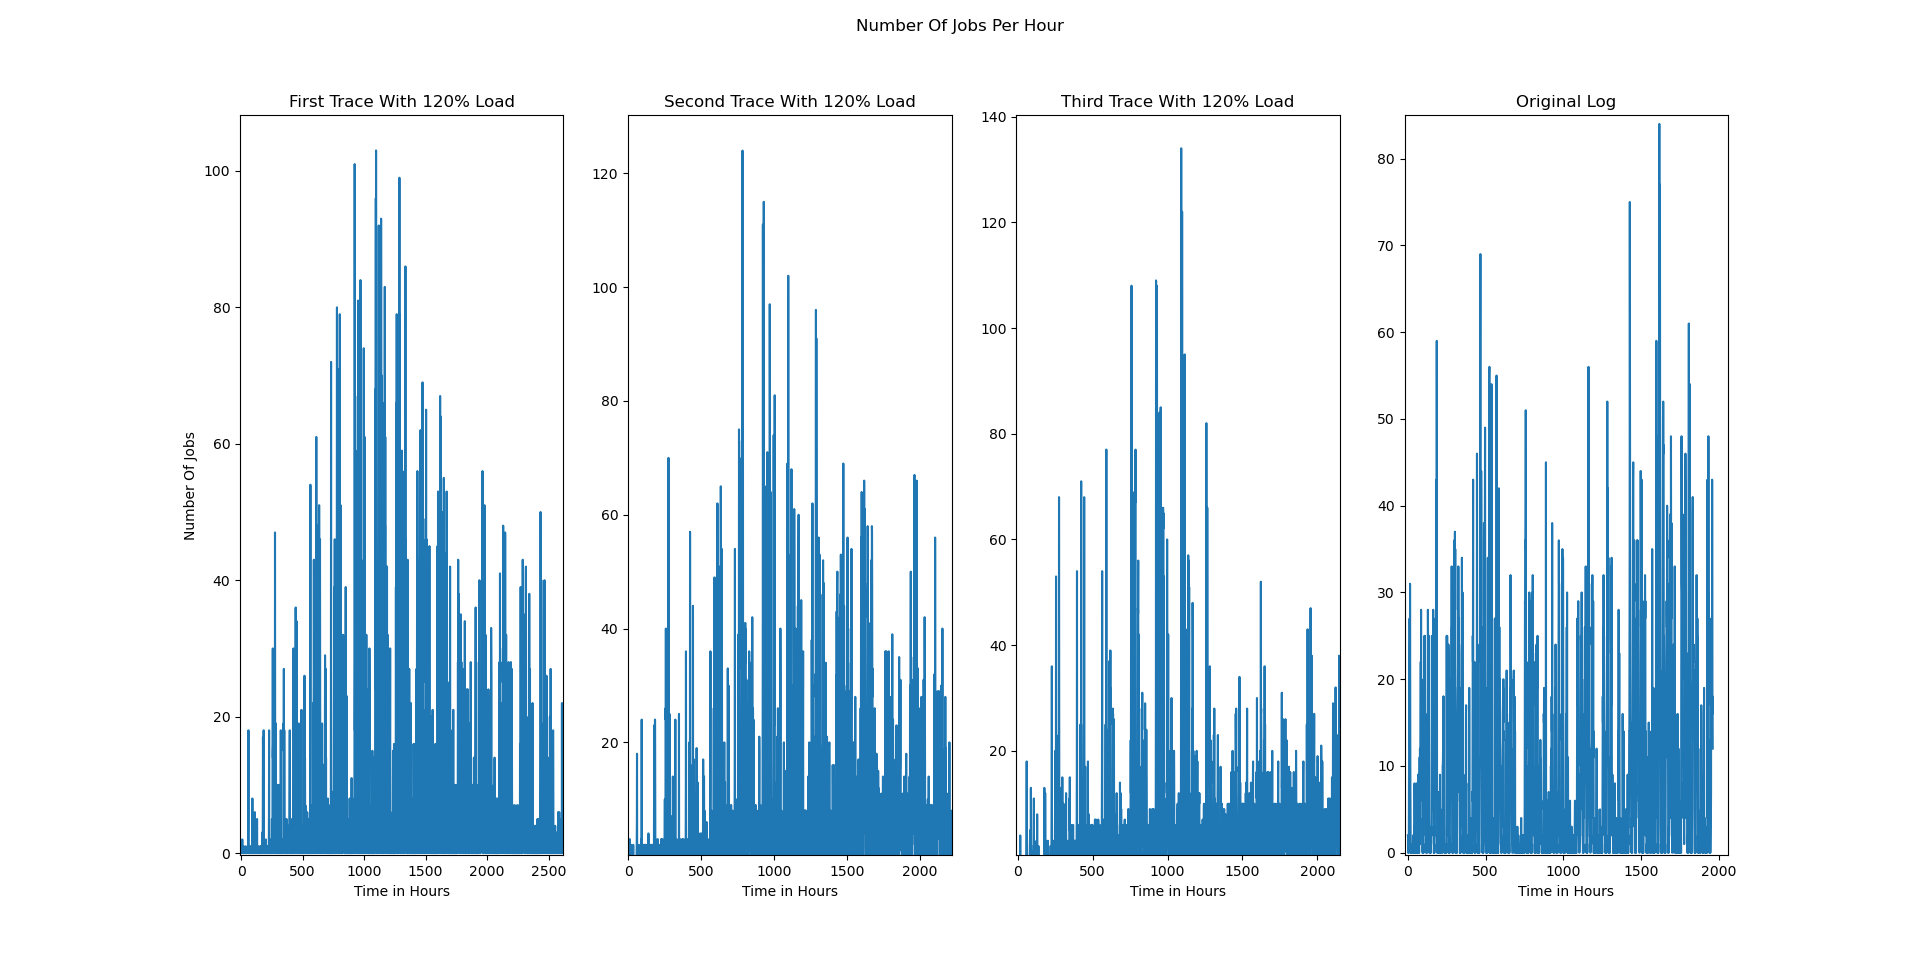 Number Of Jobs Per Hour
First Trace With 120% Load
Second Trace With 120% Load
Third Trace With 120% Load
Original Log
Number Of Jobs
100
80
60
40
20
0
0 500 1000 1500 2000 2500
Time in Hours
120
100
80
60
40
20
0 500 1000 1500 2000
Time in Hours
140
120
100
80
60
40
20
0 500 1000 1500 2000
Time in Hours
80
70
60
50
40
30
20
10
0
0 500 1000 1500 2000
Time in Hours